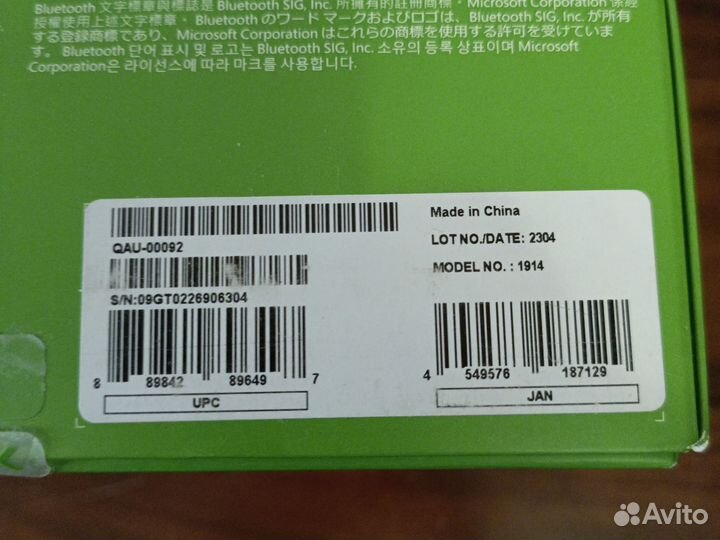 Bluetooth 文字標章與標誌是 Bluetooth SIG, Inc. 所擁有的註冊商標，Microsoft Corporation 係經
授權使用上述文字標章。Bluetooth のワード マークおよびロゴは、Bluetooth SIG, Inc. が所有
する登録商標であり、Microsoft Corporation はこれらの商標を使用する許可を受けていま
す。 Bluetooth 단어 표시 및 로고는 Bluetooth SIG, Inc. 소유의 등록 상표이며 Microsoft
Corporation은 라이선스에 따라 마크를 사용합니다.
QAU-00092
S/N:09GT0226906304
8 89842 89649 7
UPC
Made in China
LOT NO./DATE: 2304
MODEL NO. : 1914
4 549576 187129
JAN
Avito